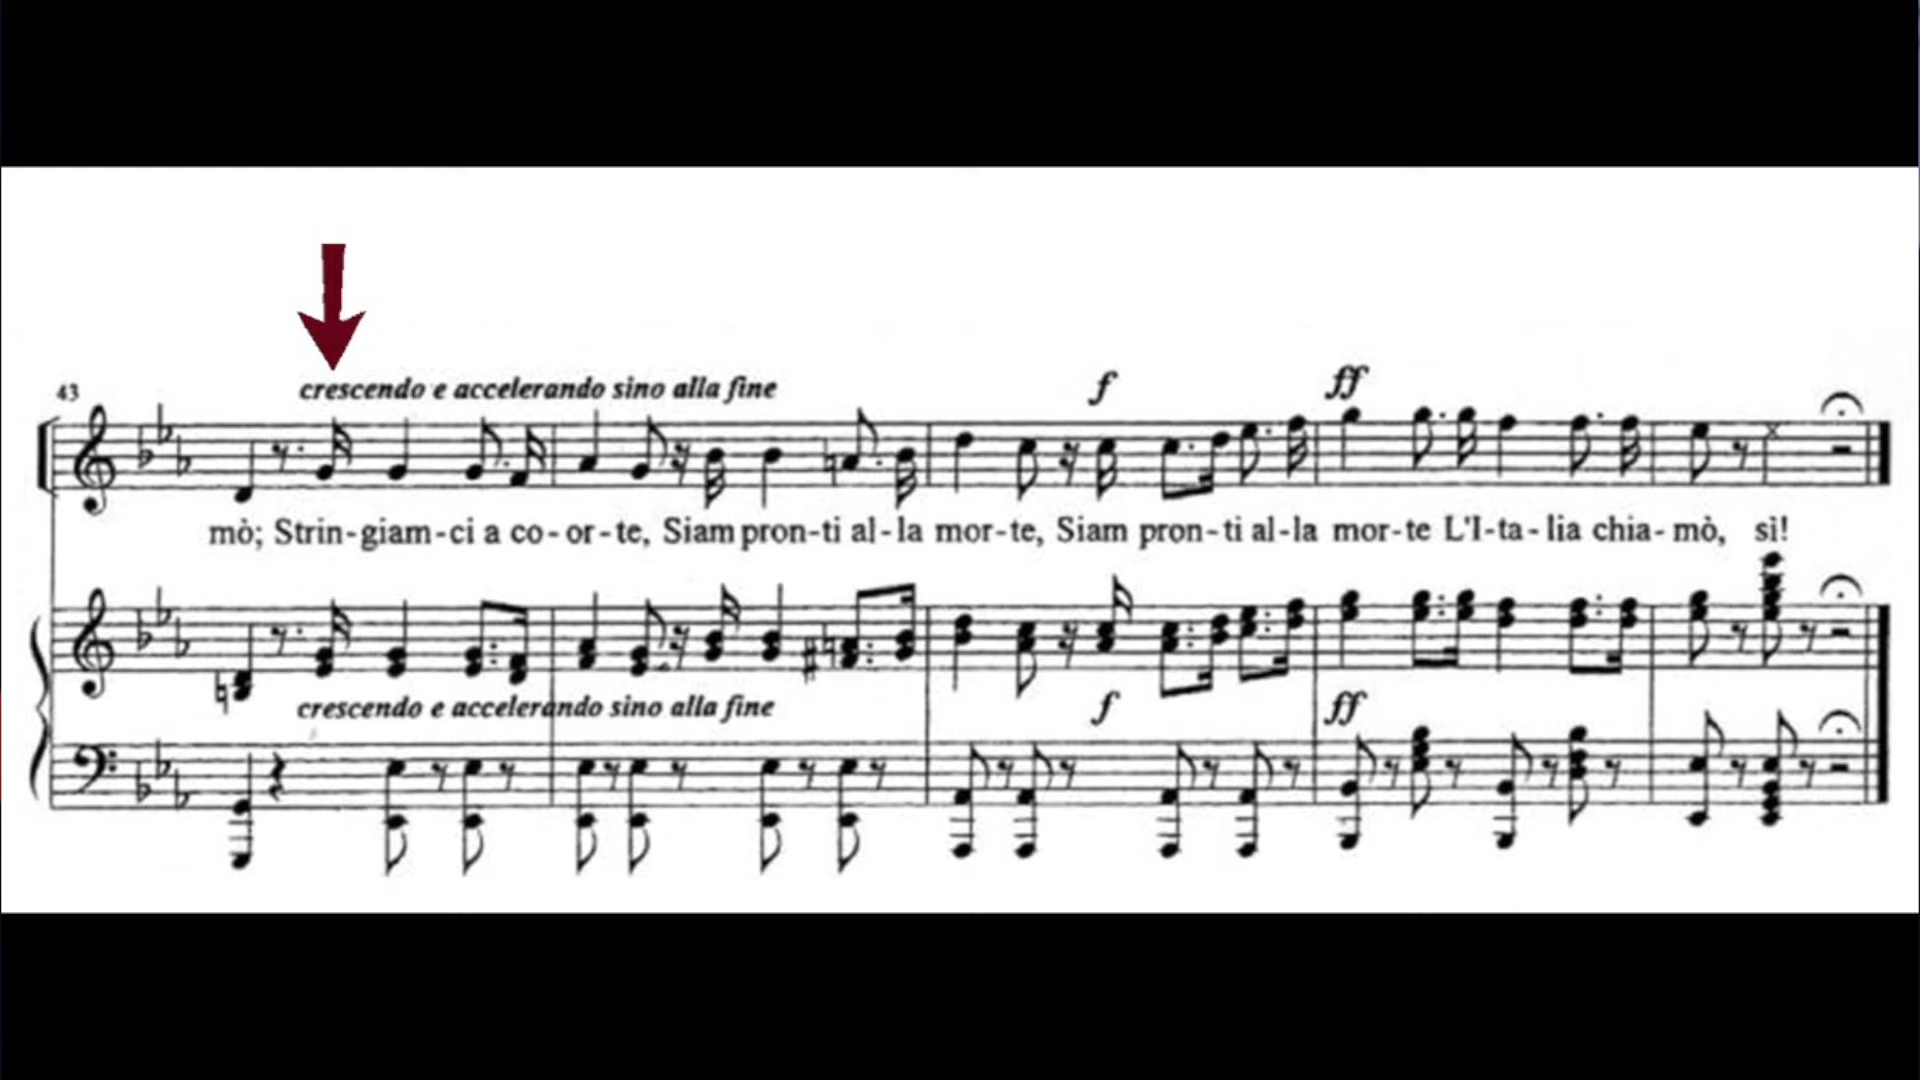 43
crescendo e accelerando sino alla fine
f
ff
mò; Strin-giam-ci a co-or-te, Siam pron-ti al-la mor-te, Siam pron-ti al-la mor-te L'I-ta-lia chia-mò, sì!
crescendo e accelerando sino alla fine
f
ff